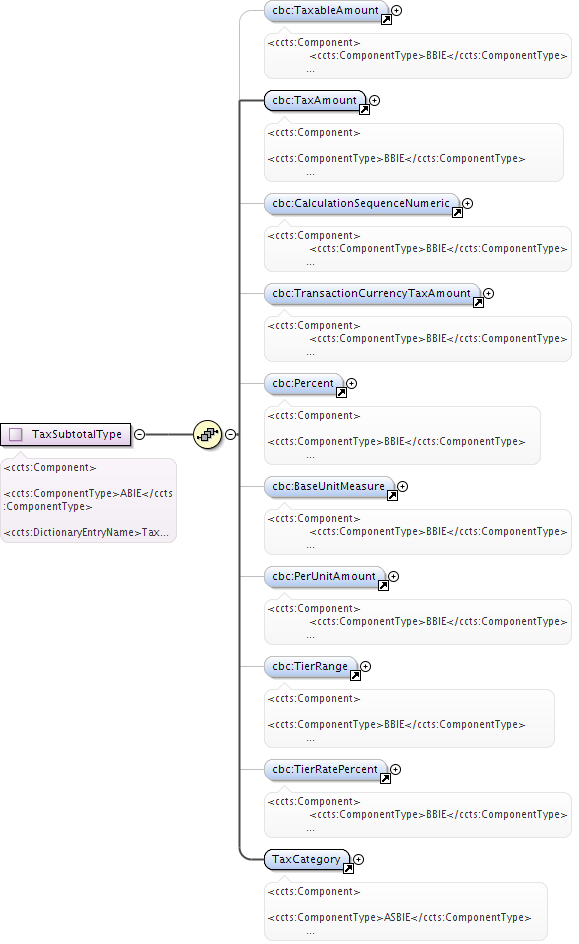 cbc:TaxableAmount
<ccts:Component>
<ccts:ComponentType>BBIE</ccts:ComponentType>
...
cbc:TaxAmount
<ccts:Component>
<ccts:ComponentType>BBIE</ccts:ComponentType>
...
cbc:CalculationSequenceNumeric
<ccts:Component>
<ccts:ComponentType>BBIE</ccts:ComponentType>
...
cbc:TransactionCurrencyTaxAmount
<ccts:Component>
<ccts:ComponentType>BBIE</ccts:ComponentType>
...
cbc:Percent
<ccts:Component>
<ccts:ComponentType>BBIE</ccts:ComponentType>
...
TaxSubtotalType
<ccts:Component>
<ccts:ComponentType>ABIE</ccts
:ComponentType>
<ccts:DictionaryEntryName>Tax...
cbc:BaseUnitMeasure
<ccts:Component>
<ccts:ComponentType>BBIE</ccts:ComponentType>
...
cbc:PerUnitAmount
<ccts:Component>
<ccts:ComponentType>BBIE</ccts:ComponentType>
...
cbc:TierRange
<ccts:Component>
<ccts:ComponentType>BBIE</ccts:ComponentType>
...
cbc:TierRatePercent
<ccts:Component>
<ccts:ComponentType>BBIE</ccts:ComponentType>
...
TaxCategory
<ccts:Component>
<ccts:ComponentType>ASBIE</ccts:ComponentType>
...